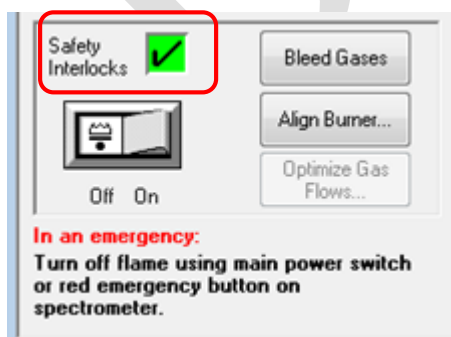 Safety
Interlocks
Bleed Gases
Align Burner...
Optimize Gas
Flows...
Off On
In an emergency:
Turn off flame using main power switch
or red emergency button on
spectrometer.